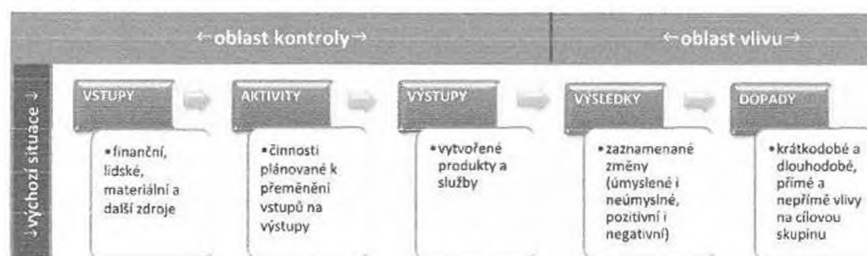 ←oblast kontroly→
←oblast vlivu→
↓výchozí situace→
VSTUPY
•finanční,
lidské,
materiální a
další zdroje
AKTIVITY
•činnosti
plánované k
přeměnění
vstupů na
výstupy
VÝSTUPY
•vytvořené
produkty a
služby
VÝSLEDKY
•zaznamenané
změny
(úmyslené i
neúmyslné,
pozitivní i
negativní)
DOPADY
•krátkodobé a
dlouhodobé,
přímé a
nepřímě vlivy
na cílovou
skupinu